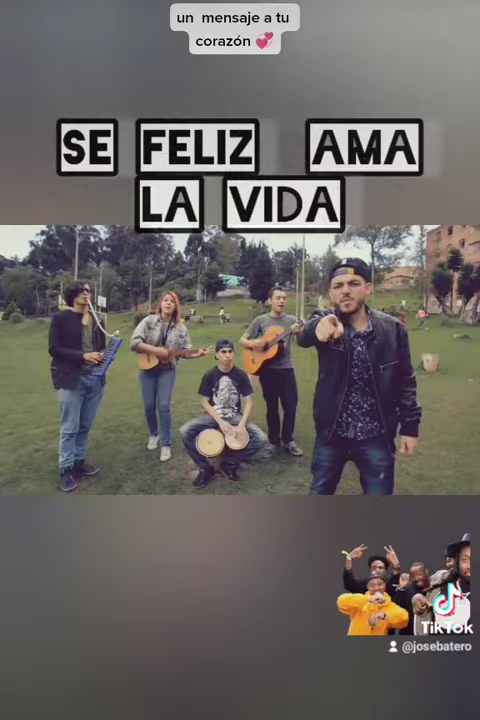 un mensaje a tu
corazón 💞
SE FELIZ AMA
LA VIDA
TikTok
@josebatero